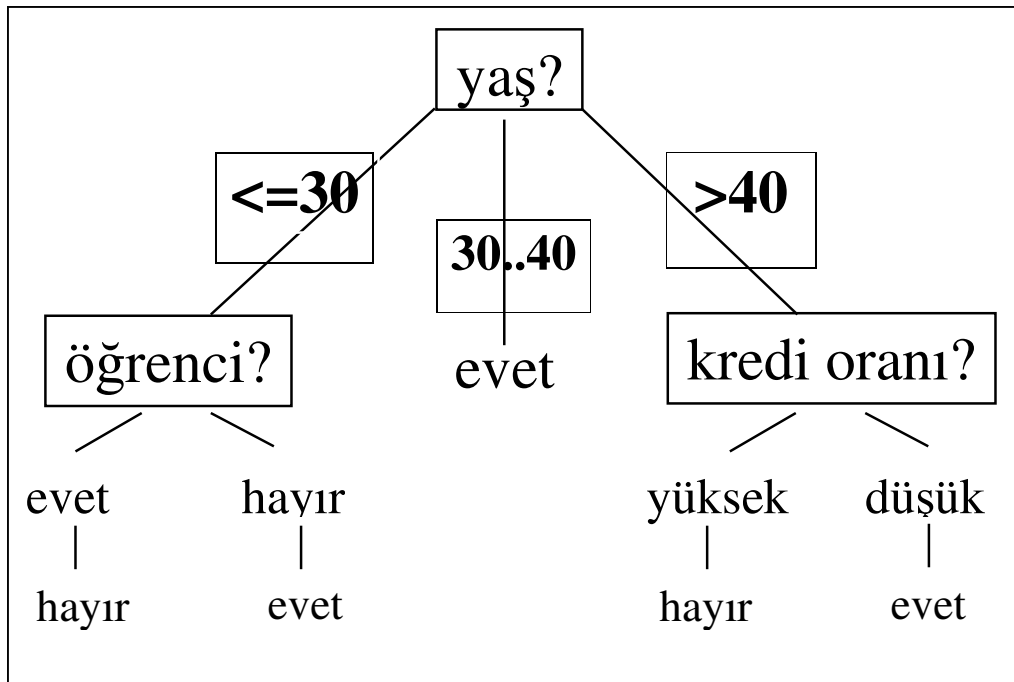 yaş?
<=30
>40
30..40
öğrenci?
evet
kredi oranı?
evet
hayır
yüksek
düşük
hayır
evet
hayır
evet